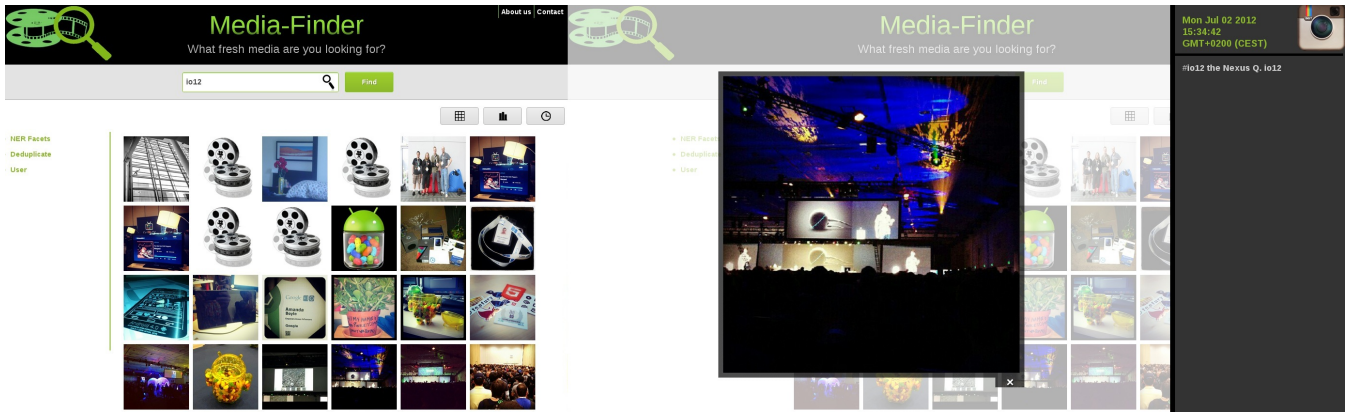 Media-Finder
About us
Contact
What fresh media are you looking for?
io12
Find
NER Facets
Deduplicate
User
Media-Finder
What fresh media are you looking for?
Find
NER Facets
Deduplicate
User
Mon Jul 02 2012
15:34:42
GMT+0200 (CEST)
#io12 the Nexus Q. io12
Google
Amanda